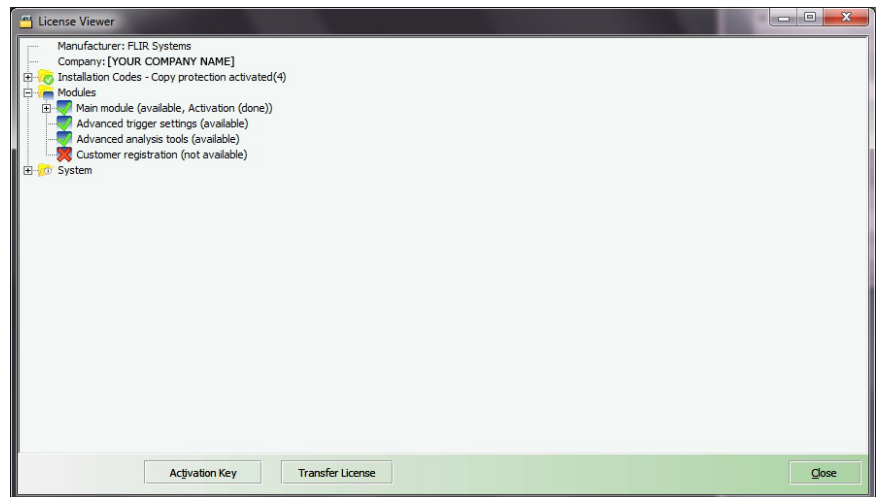 License Viewer
Manufacturer: FLIR Systems
Company: [YOUR COMPANY NAME]
Installation Codes - Copy protection activated(4)
Modules
Main module (available, Activation (done))
Advanced trigger settings (available)
Advanced analysis tools (available)
Customer registration (not available)
System
Activation Key Transfer License Close